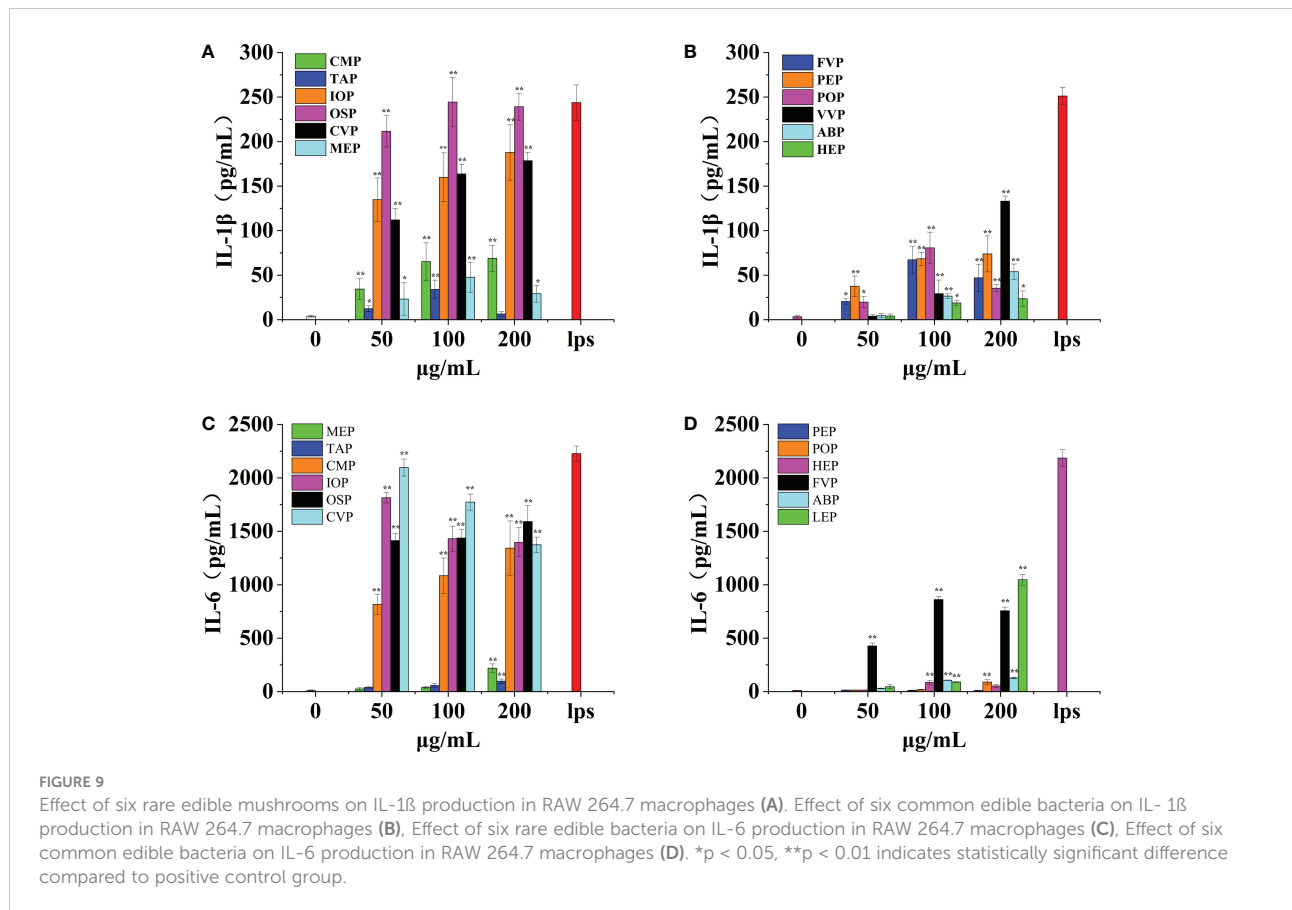 A
300
250
200
150
100
50
0
IL-1β（pg/mL）
CMP
TAP
IOP
OSP
CVP
MEP
** * ** ** ** *
** ** ** ** ** **
** ** ** ** *
0 50 100 200 lps
μg/mL
B
300
250
200
150
100
50
0
IL-1β（pg/mL）
FVP
PEP
POP
VVP
ABP
HEP
* ** *
** ** ** ** ** *
** ** ** ** ** *
0 50 100 200 lps
μg/mL
C
2500
2000
1500
1000
500
0
IL-6（pg/mL）
MEP
TAP
CMP
IOP
OSP
CVP
** ** ** **
** ** ** **
** ** ** ** ** **
0 50 100 200 lps
μg/mL
D
2500
2000
1500
1000
500
0
IL-6（pg/mL）
PEP
POP
HEP
FVP
ABP
LEP
**
** ** ** **
** ** ** **
0 50 100 200 lps
μg/mL
FIGURE 9
Effect of six rare edible mushrooms on IL-1ß production in RAW 264.7 macrophages (A). Effect of six common edible bacteria on IL- 1ß
production in RAW 264.7 macrophages (B), Effect of six rare edible bacteria on IL-6 production in RAW 264.7 macrophages (C), Effect of six
common edible bacteria on IL-6 production in RAW 264.7 macrophages (D). *p < 0.05, **p < 0.01 indicates statistically significant difference
compared to positive control group.